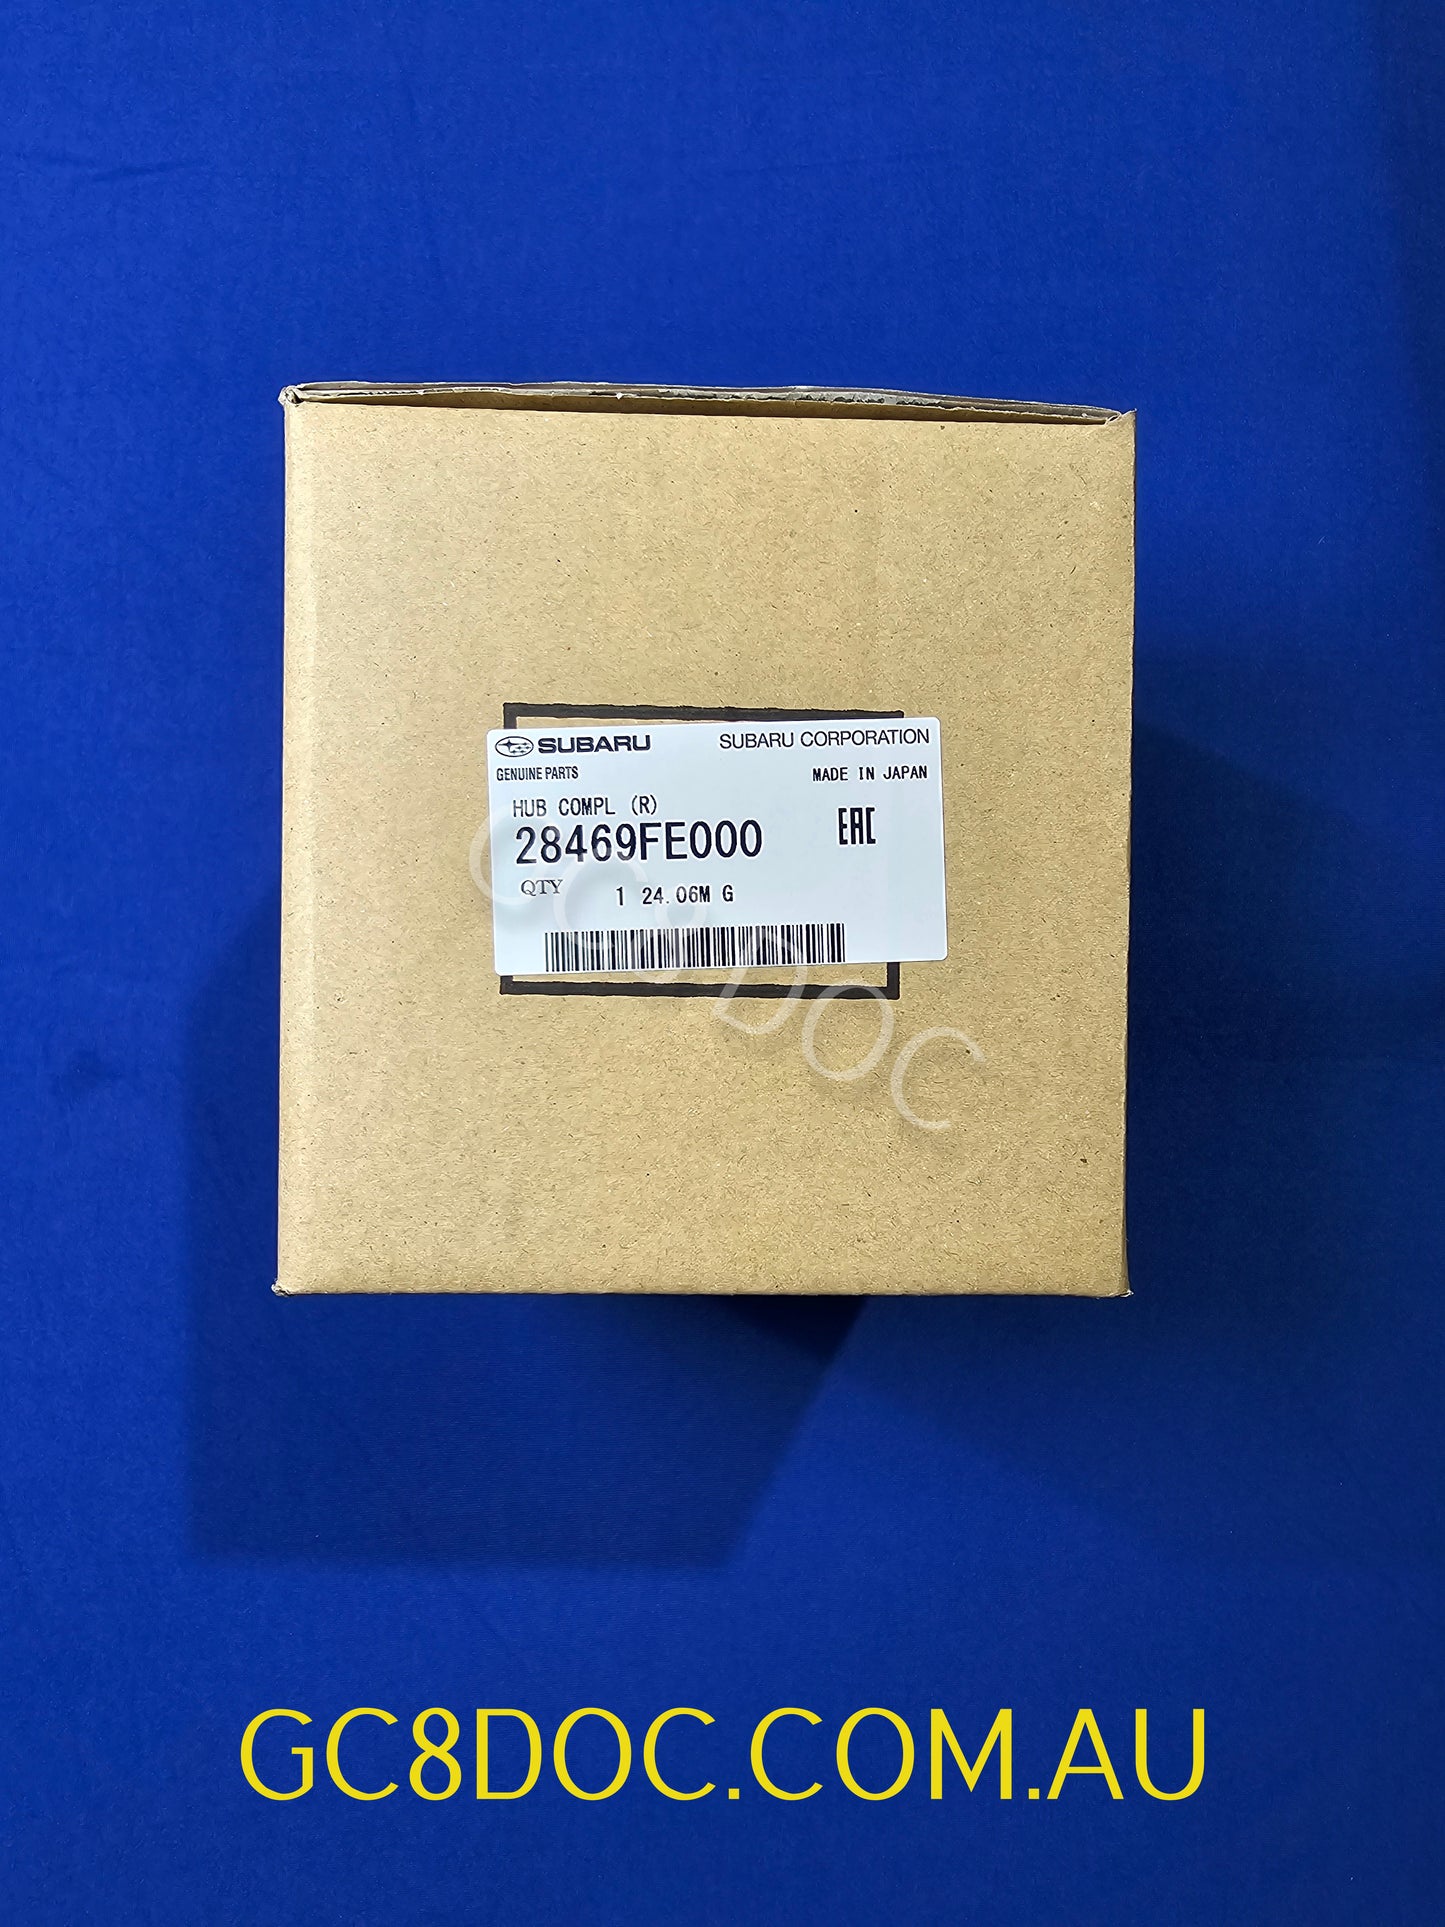 SUBARU SUBARU CORPORATION
GENUINE PARTS MADE IN JAPAN
HUB COMPL (R)
28469FE000 EAC
QTY 1 24.06M G
GC8DOC
GC8DOC.COM.AU